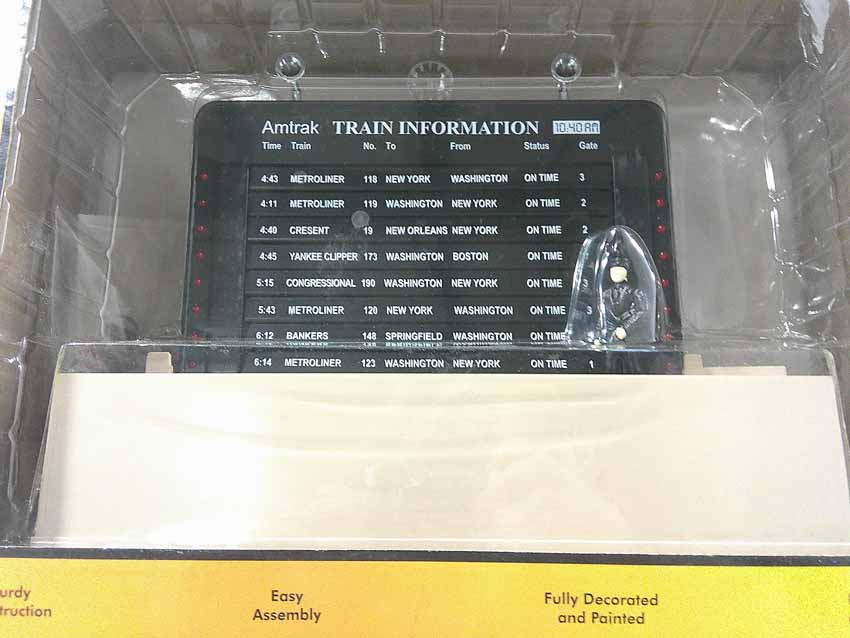 Amtrak TRAIN INFORMATION 10:40 AM
Time Train No. To From Status Gate
4:43 METROLINER 118 NEW YORK WASHINGTON ON TIME 3
4:11 METROLINER 119 WASHINGTON NEW YORK ON TIME 2
4:40 CRESENT 19 NEW ORLEANS NEW YORK ON TIME 2
4:45 YANKEE CLIPPER 173 WASHINGTON BOSTON ON TIME
5:15 CONGRESSIONAL 190 WASHINGTON NEW YORK ON TIME 3
5:43 METROLINER 120 NEW YORK WASHINGTON ON TIME 3
6:12 BANKERS 148 SPRINGFIELD WASHINGTON ON TIME
6:14 METROLINER 123 WASHINGTON NEW YORK ON TIME 1
urdy
truction
Easy
Assembly
Fully Decorated
and Painted